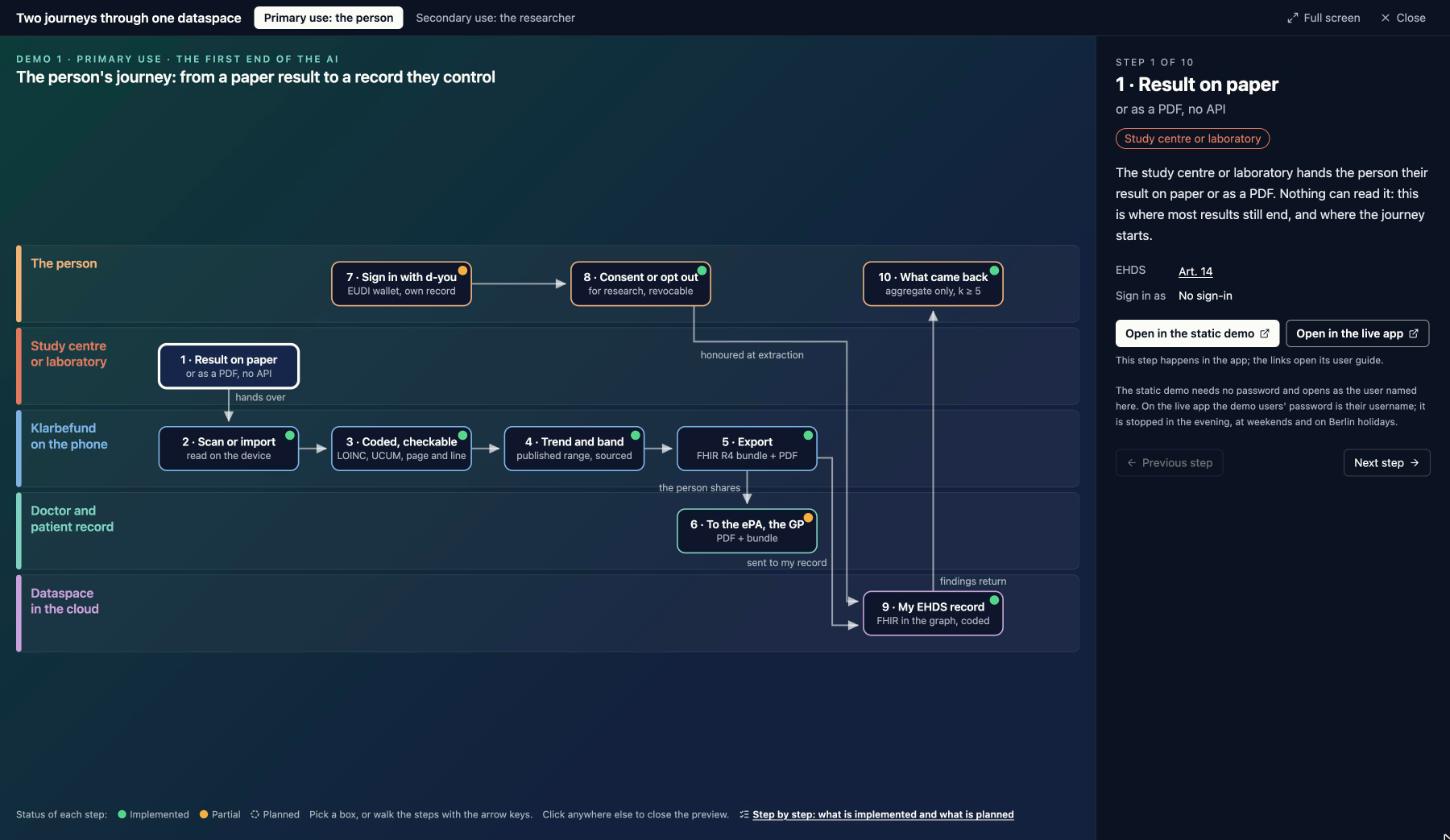 Two journeys through one dataspace
Primary use: the person
Secondary use: the researcher
Full screen
Close
DEMO 1 · PRIMARY USE · THE FIRST END OF THE AI
The person's journey: from a paper result to a record they control
The person
7 · Sign in with d-you
EUDI wallet, own record
8 · Consent or opt out
for research, revocable
10 · What came back
aggregate only, k ≥ 5
Study centre
or laboratory
1 · Result on paper
or as a PDF, no API
honoured at extraction
hands over
Klarbefund
on the phone
2 · Scan or import
read on the device
3 · Coded, checkable
LOINC, UCUM, page and line
4 · Trend and band
published range, sourced
5 · Export
FHIR R4 bundle + PDF
the person shares
Doctor and
patient record
6 · To the ePA, the GP
PDF + bundle
sent to my record
Dataspace
in the cloud
findings return
9 · My EHDS record
FHIR in the graph, coded
Status of each step:
Implemented
Partial
Planned
Pick a box, or walk the steps with the arrow keys.
Click anywhere else to close the preview.
Step by step: what is implemented and what is planned
STEP 1 OF 10
1 · Result on paper
or as a PDF, no API
Study centre or laboratory
The study centre or laboratory hands the person their
result on paper or as a PDF. Nothing can read it: this
is where most results still end, and where the journey
starts.
EHDS
Art. 14
Sign in as
No sign-in
Open in the static demo
Open in the live app
This step happens in the app; the links open its user guide.
The static demo needs no password and opens as the user named
here. On the live app the demo users' password is their username; it
is stopped in the evening, at weekends and on Berlin holidays.
Previous step
Next step